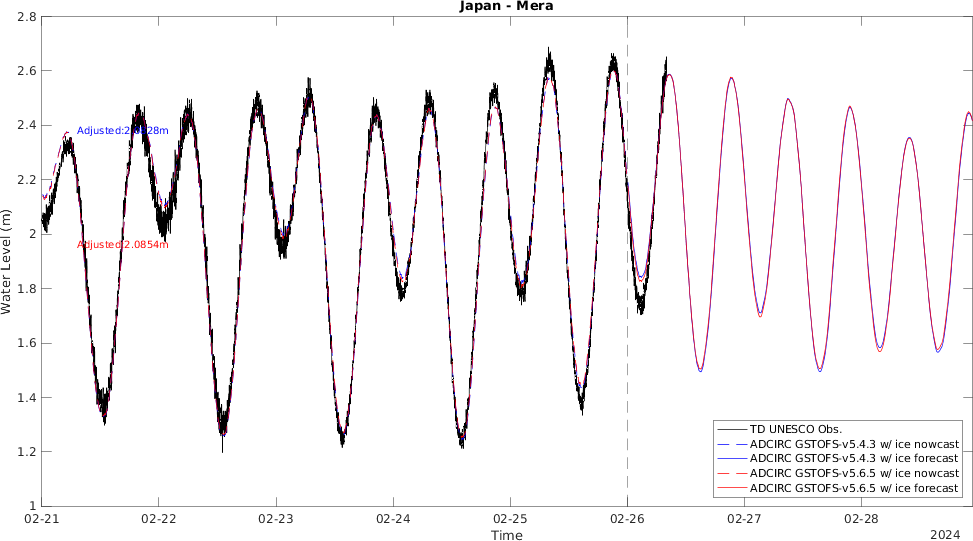 Japan - Mera
2.8
2.6
2.4
2.2
2
1.8
1.6
1.4
1.2
1
Water Level (m)
Adjusted:2.0854m
TD UNESCO Obs.
ADCIRC GSTOFS-v5.4.3 w/ ice nowcast
ADCIRC GSTOFS-v5.4.3 w/ ice forecast
ADCIRC GSTOFS-v5.6.5 w/ ice nowcast
ADCIRC GSTOFS-v5.6.5 w/ ice forecast
02-21 02-22 02-23 02-24 02-25 02-26 02-27 02-28
Time
2024